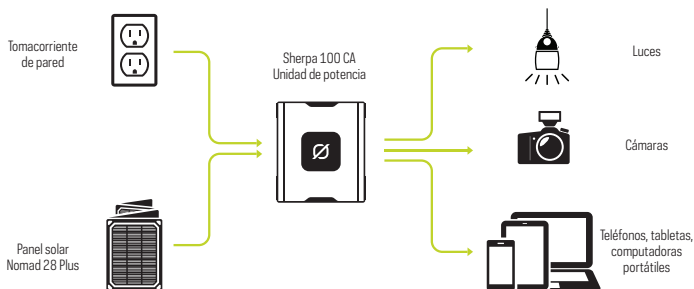 Tomacorriente
de pared
Sherpa 100 CA
Unidad de potencia
Luces
Cámaras
Panel solar
Nomad 28 Plus
Teléfonos, tabletas,
computadoras
portátiles